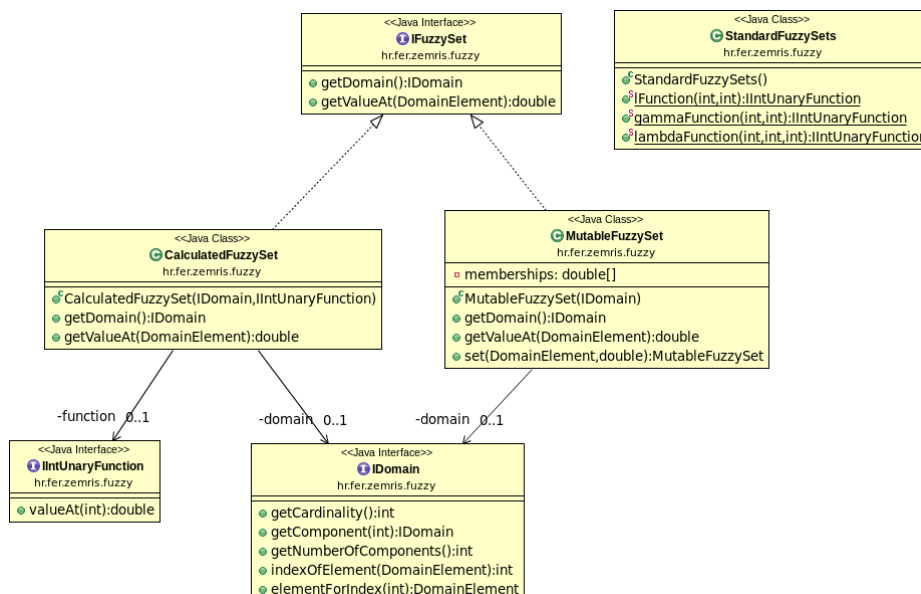 <<Java Interface>>
IFuzzySet
hr.fer.zemris.fuzzy
getDomain():IDomain
getValueAt(DomainElement):double
<<Java Class>>
StandardFuzzySets
hr.fer.zemris.fuzzy
StandardFuzzySets()
lFunction(int,int):IIntUnaryFunction
gammaFunction(int,int):IIntUnaryFunction
lambdaFunction(int,int,int):IIntUnaryFunction
<<Java Class>>
CalculatedFuzzySet
hr.fer.zemris.fuzzy
CalculatedFuzzySet(IDomain,IIntUnaryFunction)
getDomain():IDomain
getValueAt(DomainElement):double
<<Java Class>>
MutableFuzzySet
hr.fer.zemris.fuzzy
memberships: double[]
MutableFuzzySet(IDomain)
getDomain():IDomain
getValueAt(DomainElement):double
set(DomainElement,double):MutableFuzzySet
-function 0..1
-domain 0..1
-domain 0..1
<<Java Interface>>
IIntUnaryFunction
hr.fer.zemris.fuzzy
valueAt(int):double
<<Java Interface>>
IDomain
hr.fer.zemris.fuzzy
getCardinality():int
getComponent(int):IDomain
getNumberOfComponents():int
indexOfElement(DomainElement):int
elementForIndex(int):DomainElement